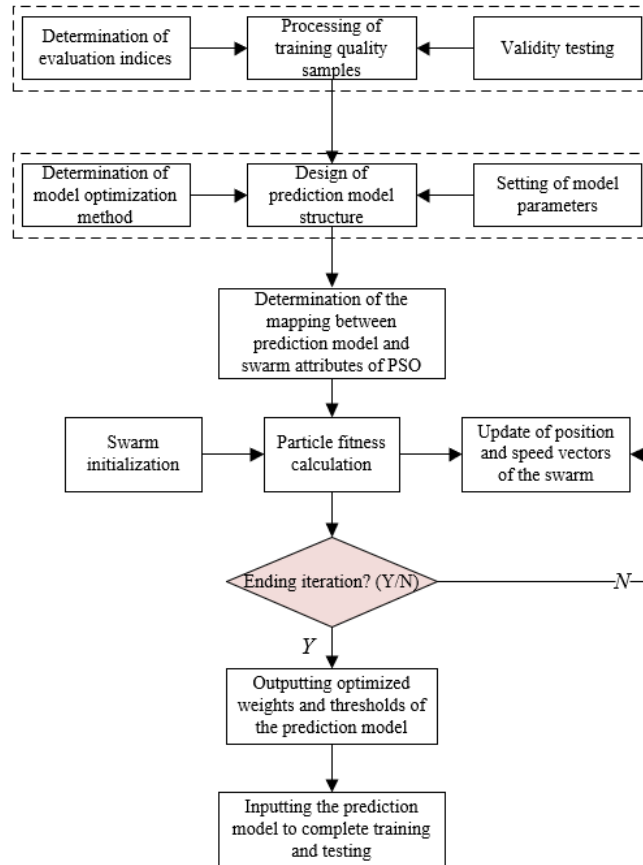 Determination of
evaluation indices
Processing of
training quality
samples
Validity testing
Determination of
model optimization
method
Design of
prediction model
structure
Setting of model
parameters
Determination of the
mapping between
prediction model and
swarm attributes of PSO
Swarm
initialization
Particle fitness
calculation
Update of position
and speed vectors
of the swarm
Ending iteration? (Y/N)
N
Y
Outputting optimized
weights and thresholds of
the prediction model
Inputting the prediction
model to complete training
and testing